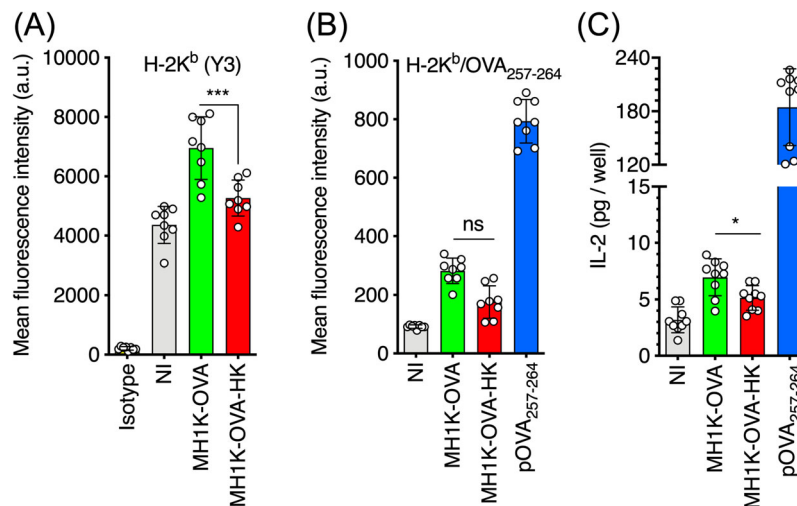 (A)
H-2Kᵇ (Y3)
Mean fluorescence intensity (a.u.)
10000
8000
6000
4000
2000
0
***
Isotype
NI
MH1K-OVA
MH1K-OVA-HK
(B)
H-2Kᵇ/OVA₂₅₇₋₂₆₄
Mean fluorescence intensity (a.u.)
1000
800
600
400
200
0
ns
NI
MH1K-OVA
MH1K-OVA-HK
pOVA₂₅₇₋₂₆₄
(C)
IL-2 (pg / well)
240
180
120
15
10
5
0
*
NI
MH1K-OVA
MH1K-OVA-HK
pOVA₂₅₇₋₂₆₄